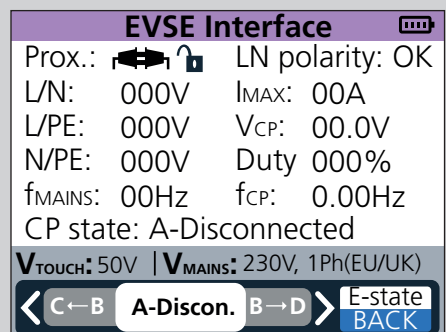 EVSE Interface
Prox.: LN polarity: OK
L/N: 000V IMAX: 00A
L/PE: 000V VCP: 00.0V
N/PE: 000V Duty 000%
fMAINS: 00Hz fCP: 0.00Hz
CP state: A-Disconnected
VTOUCH: 50V | VMAINS: 230V, 1Ph(EU/UK)
C←B A-Discon. B→D E-state
BACK